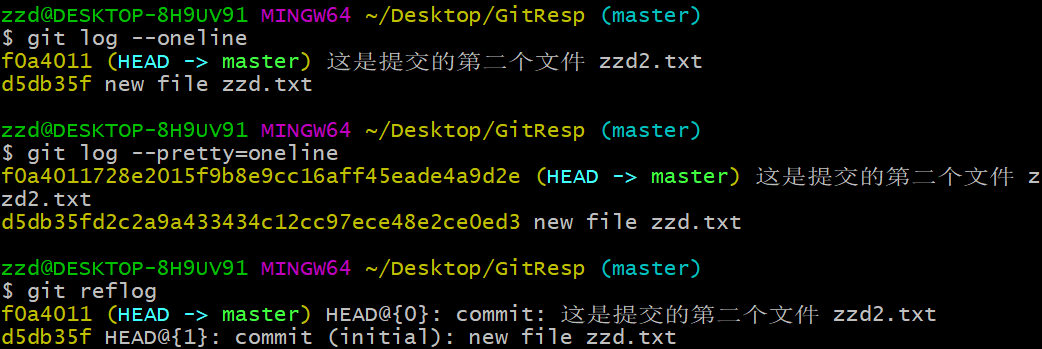 zzd@DESKTOP-8H9UV91 MINGW64 ~/Desktop/GitResp (master)
$ git log --oneline
f0a4011 (HEAD -> master) 这是提交的第二个文件 zzd2.txt
d5db35f new file zzd.txt
zzd@DESKTOP-8H9UV91 MINGW64 ~/Desktop/GitResp (master)
$ git log --pretty=oneline
f0a4011728e2015f9b8e9cc16aff45eade4a9d2e (HEAD -> master) 这是提交的第二个文件 z
zd2.txt
d5db35fd2c2a9a433434c12cc97ece48e2ce0ed3 new file zzd.txt
zzd@DESKTOP-8H9UV91 MINGW64 ~/Desktop/GitResp (master)
$ git reflog
f0a4011 (HEAD -> master) HEAD@{0}: commit: 这是提交的第二个文件 zzd2.txt
d5db35f HEAD@{1}: commit (initial): new file zzd.txt